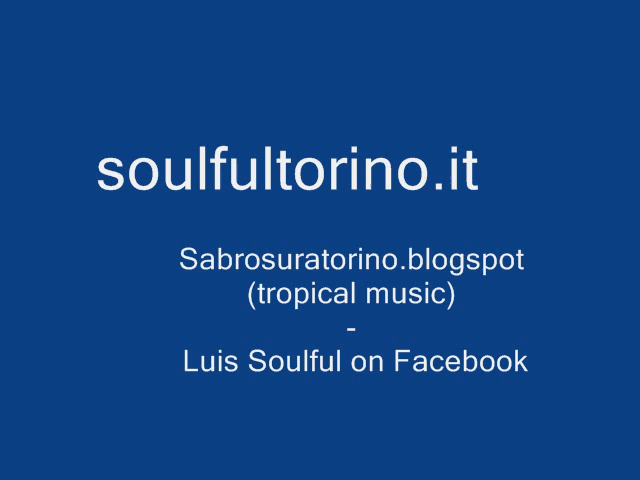 soulfultorino.it
Sabrosuratorino.blogspot
(tropical music)
-
Luis Soulful on Facebook